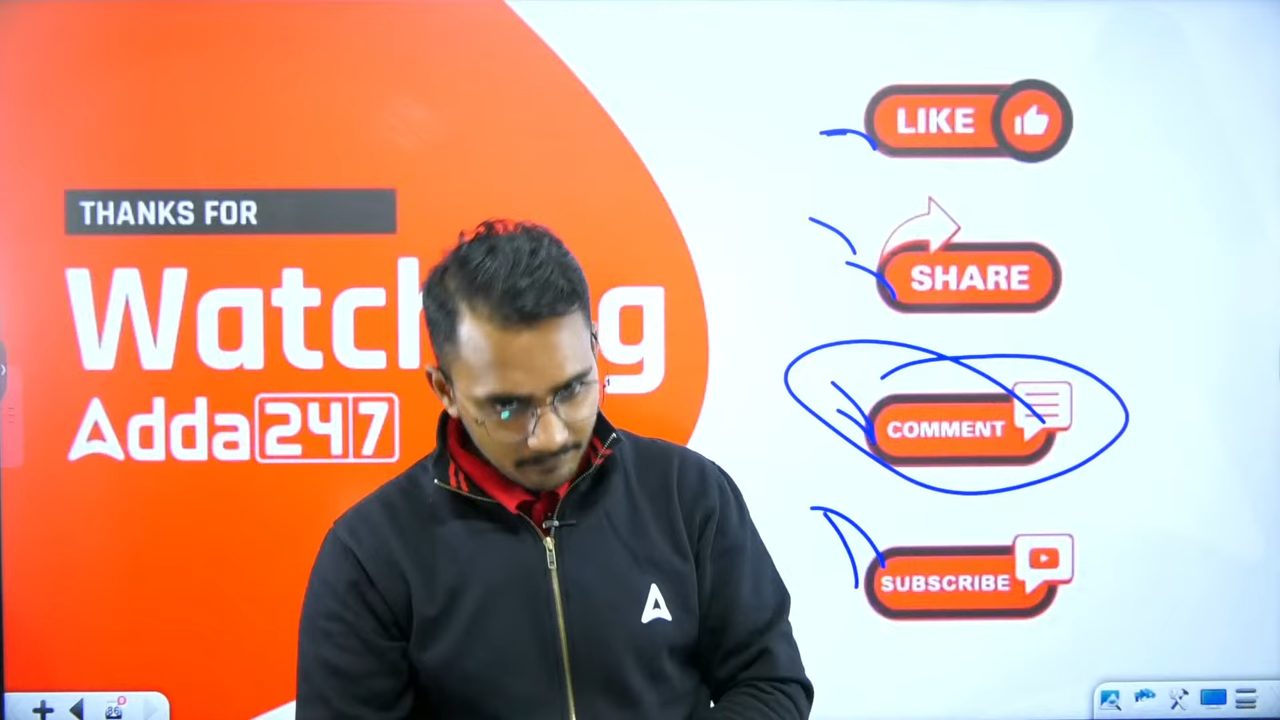 THANKS FOR
Watch g
Adda247
LIKE
SHARE
COMMENT
SUBSCRIBE